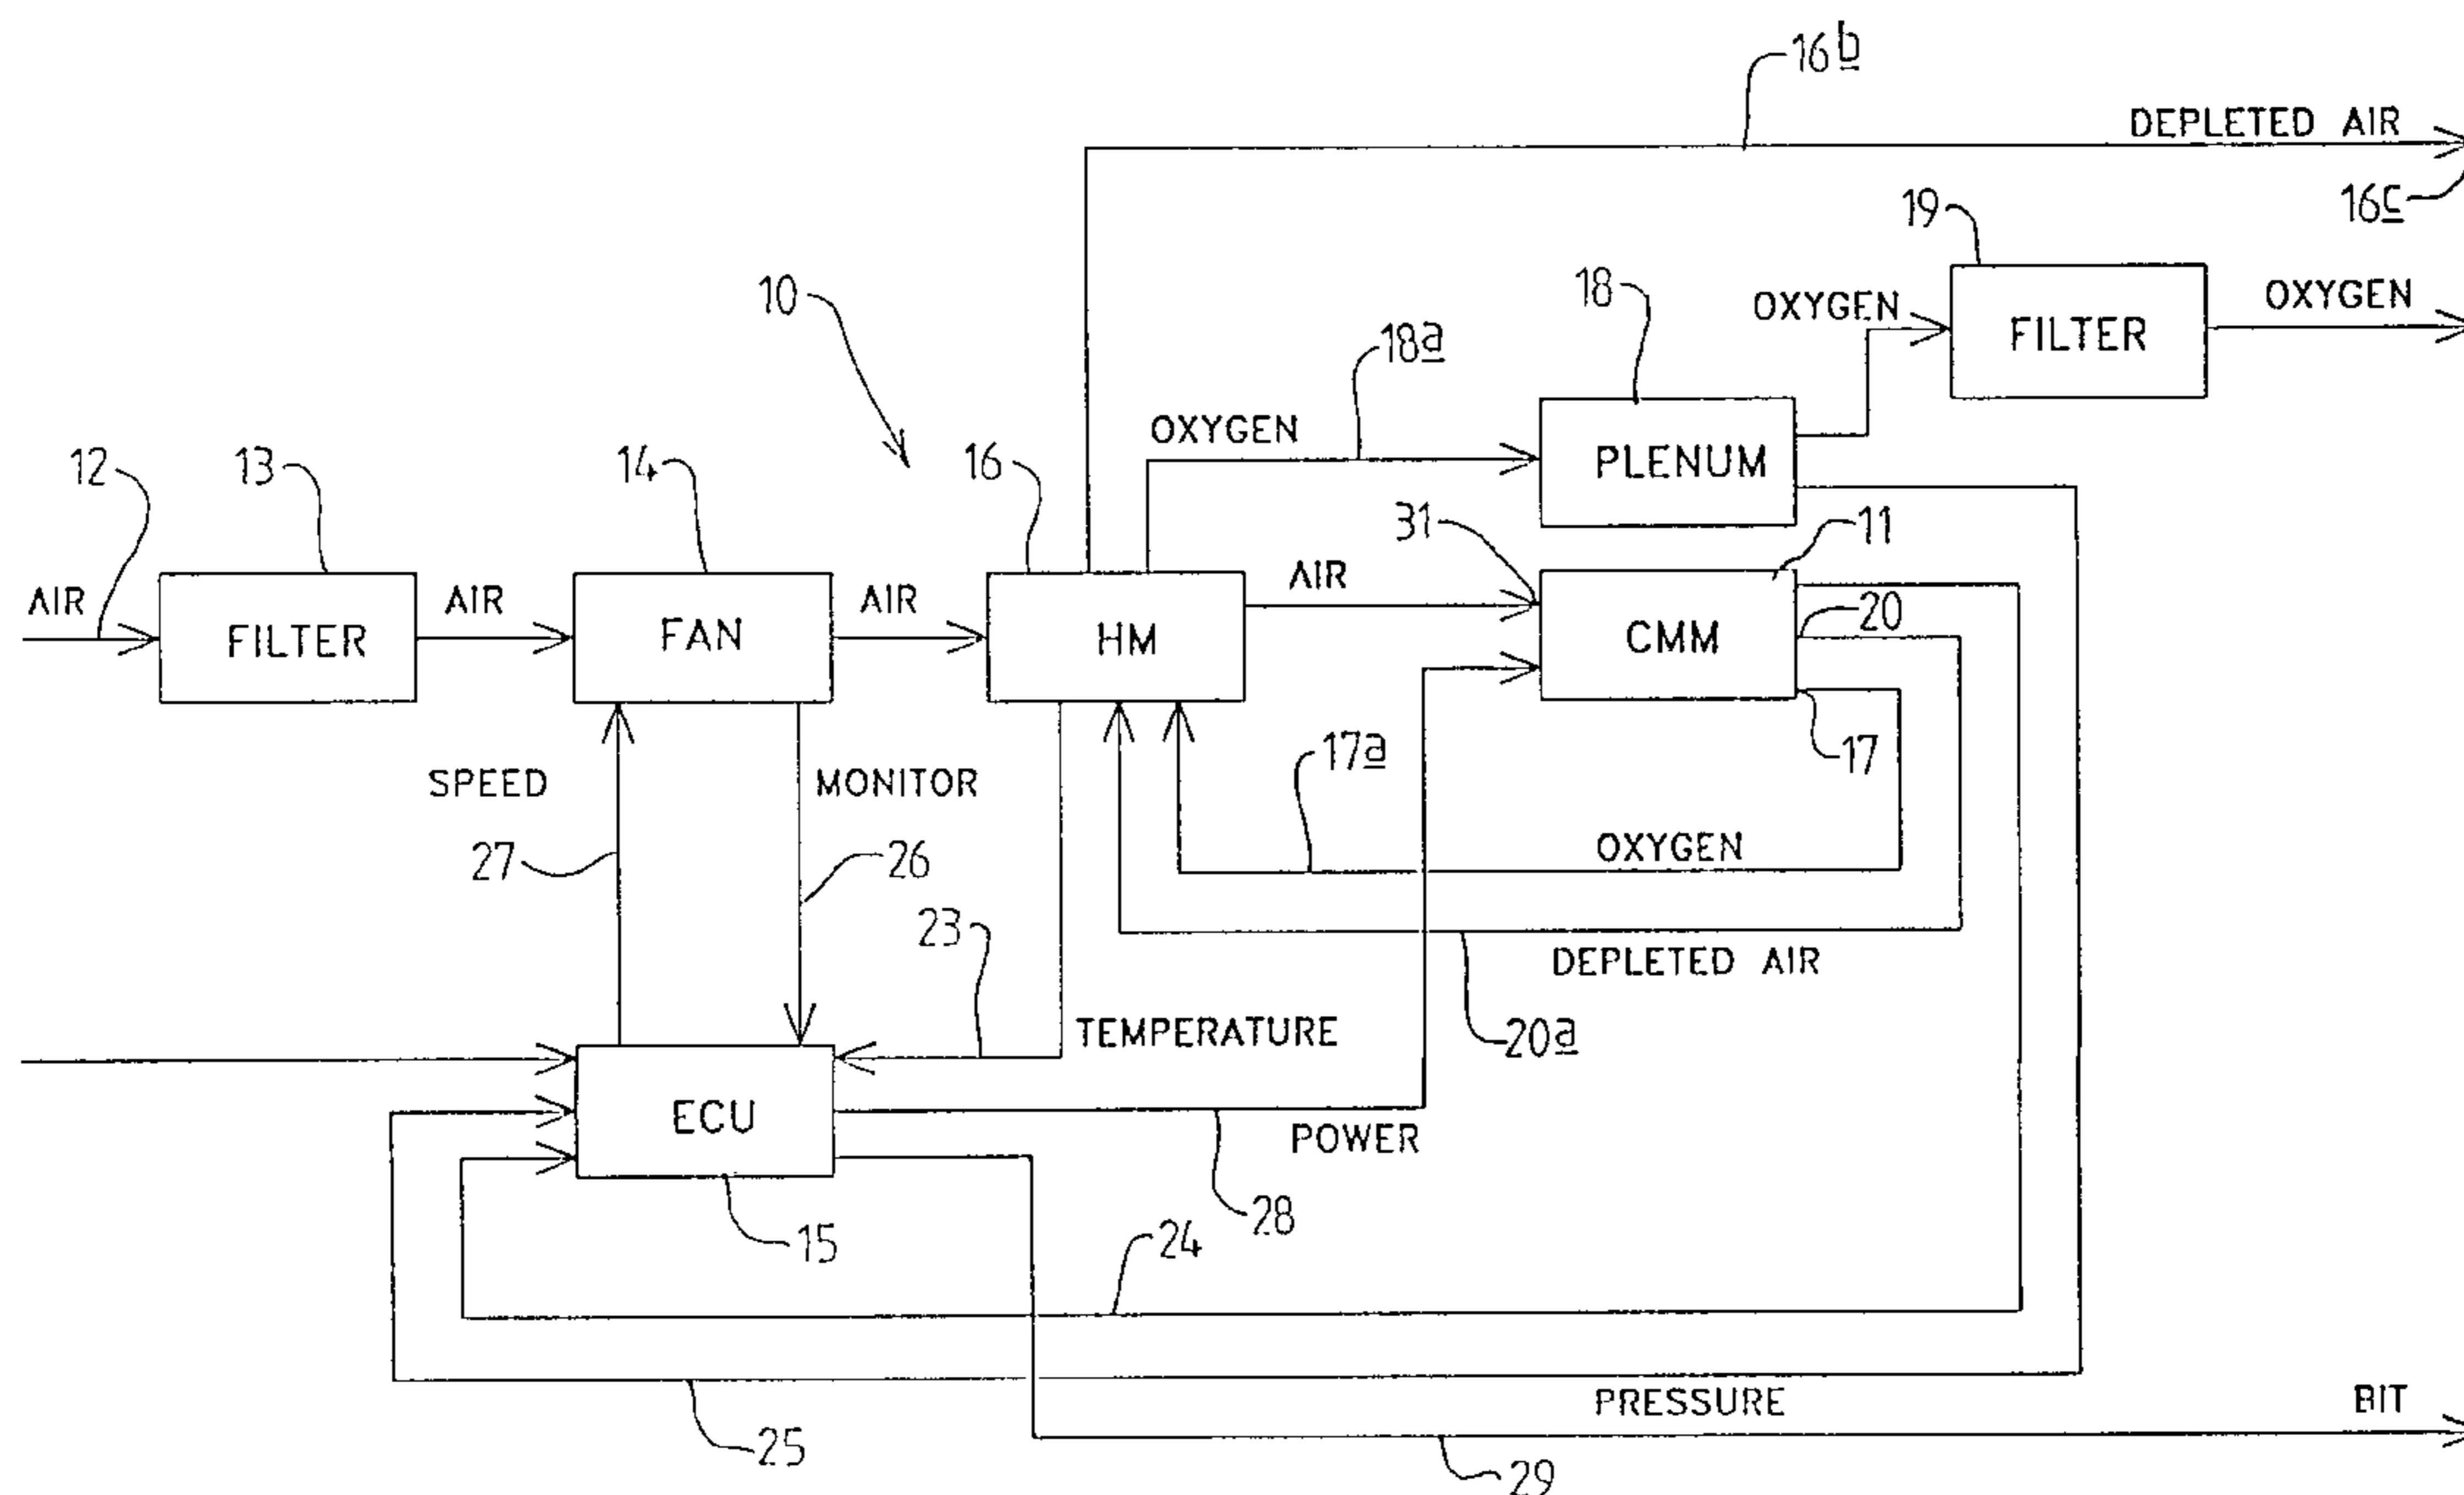 16b
DEPLETED AIR
16c
19
10
18
OXYGEN
FILTER
OXYGEN
18a
OXYGEN
PLENUM
12
13
14
16
31
11
AIR
FILTER
AIR
FAN
AIR
HM
AIR
CMM
20
17
17a
SPEED
MONITOR
27
26
OXYGEN
23
DEPLETED AIR
TEMPERATURE
20a
ECU
POWER
15
28
24
PRESSURE
BIT
25
29